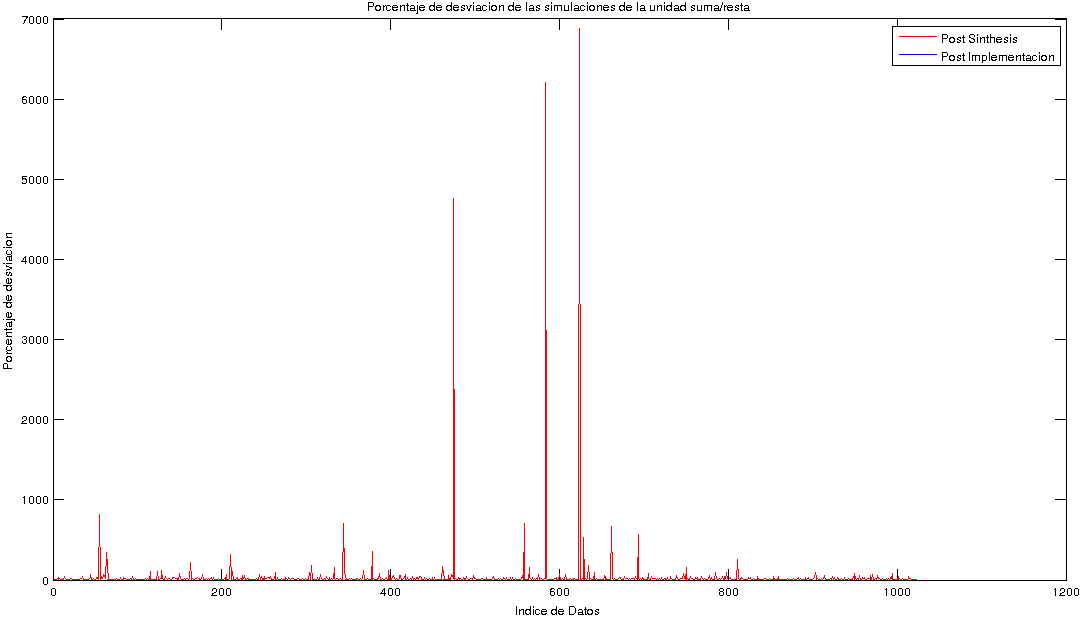 Porcentaje de desviacion de las simulaciones de la unidad suma/resta
7000
6000
5000
4000
3000
2000
1000
0
Porcentaje de desviacion
Post Sinthesis
Post Implementacion
0 200 400 600 800 1000 1200
Indice de Datos